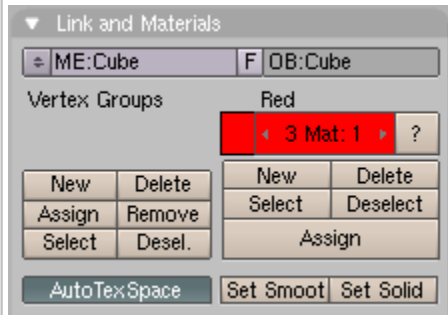 Link and Materials
ME:Cube F OB:Cube
Vertex Groups Red
3 Mat: 1 ?
New Delete New Delete
Assign Remove Select Deselect
Select Desel. Assign
AutoTexSpace Set Smoot Set Solid